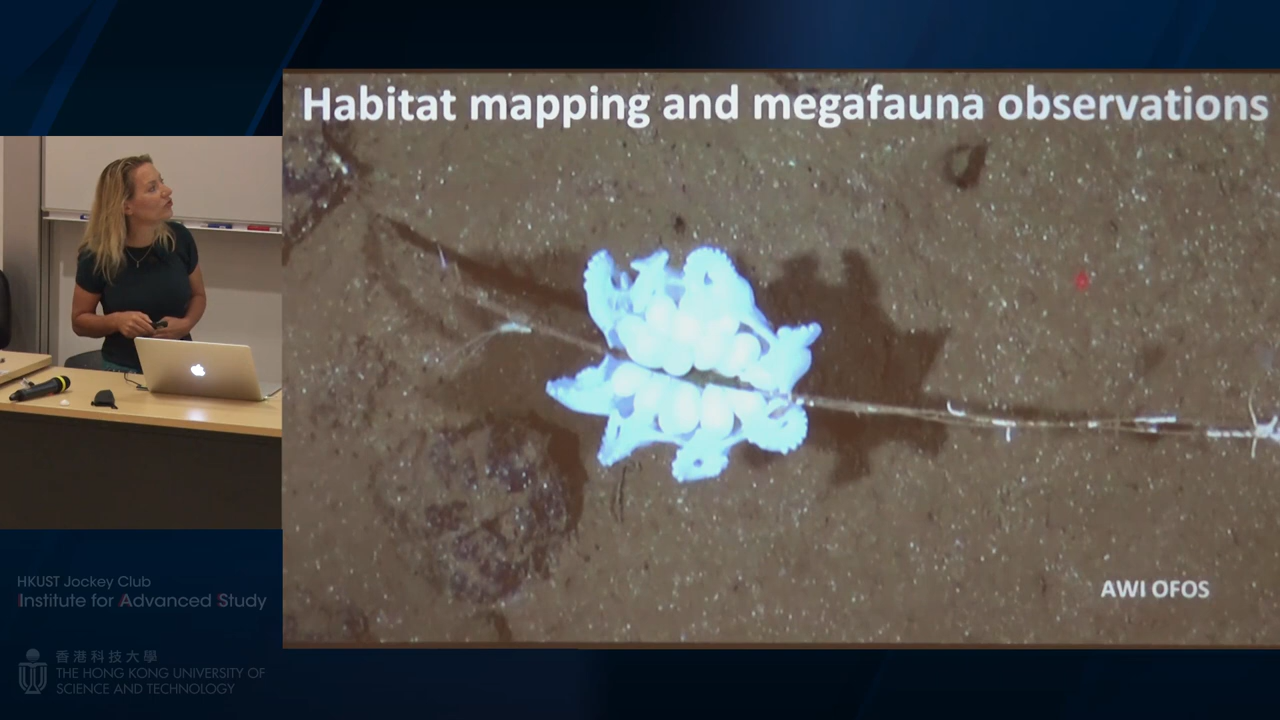 Habitat mapping and megafauna observations
AWI OFOS
HKUST Jockey Club
Institute for Advanced Study
香港科技大學
THE HONG KONG UNIVERSITY OF
SCIENCE AND TECHNOLOGY